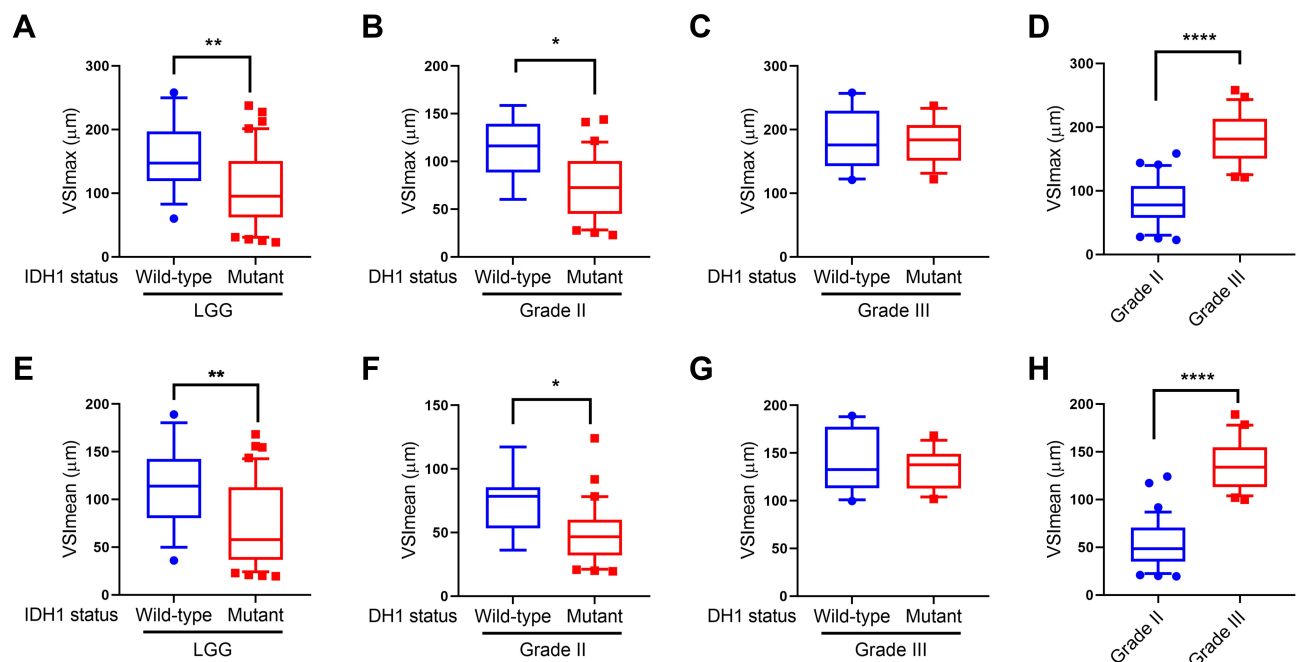 A
B
C
D
**
*
****
VSImax (μm)
300
200
100
0
VSImax (μm)
200
150
100
50
0
VSImax (μm)
300
200
100
0
VSImax (μm)
300
200
100
0
IDH1 status Wild-type Mutant
LGG
DH1 status Wild-type Mutant
Grade II
DH1 status Wild-type Mutant
Grade III
Grade II
Grade III
E
F
G
H
**
*
****
VSImean (μm)
200
150
100
50
0
VSImean (μm)
150
100
50
0
VSImean (μm)
200
150
100
50
0
VSImean (μm)
200
150
100
50
0
IDH1 status Wild-type Mutant
LGG
DH1 status Wild-type Mutant
Grade II
DH1 status Wild-type Mutant
Grade III
Grade II
Grade III